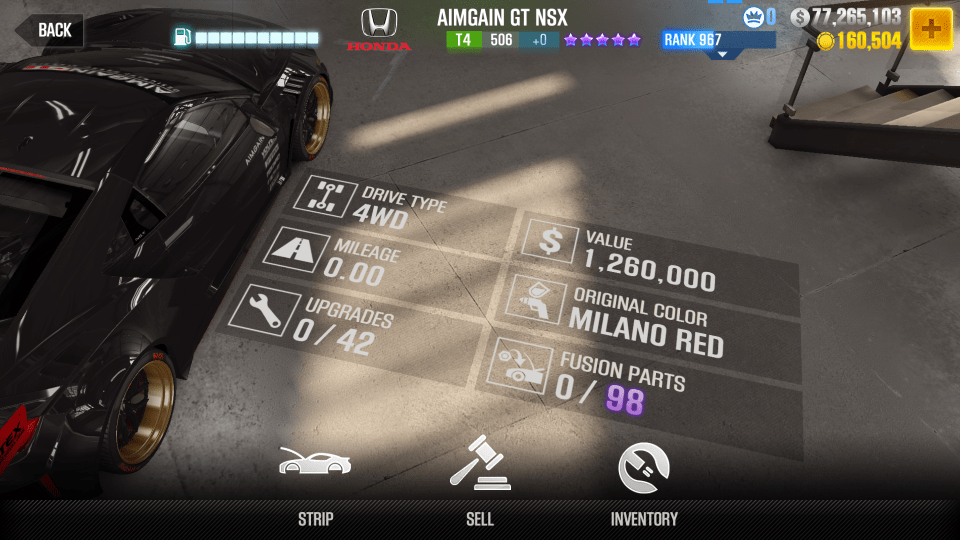 BACK
HONDA
AIMGAIN GT NSX
T4 506 +0
RANK 967
0
77,265,103
160,504
AIMGAIN
DRIVE TYPE
4WD
MILEAGE
0.00
UPGRADES
0 / 42
VALUE
1,260,000
ORIGINAL COLOR
MILANO RED
FUSION PARTS
0 / 98
STRIP
SELL
INVENTORY